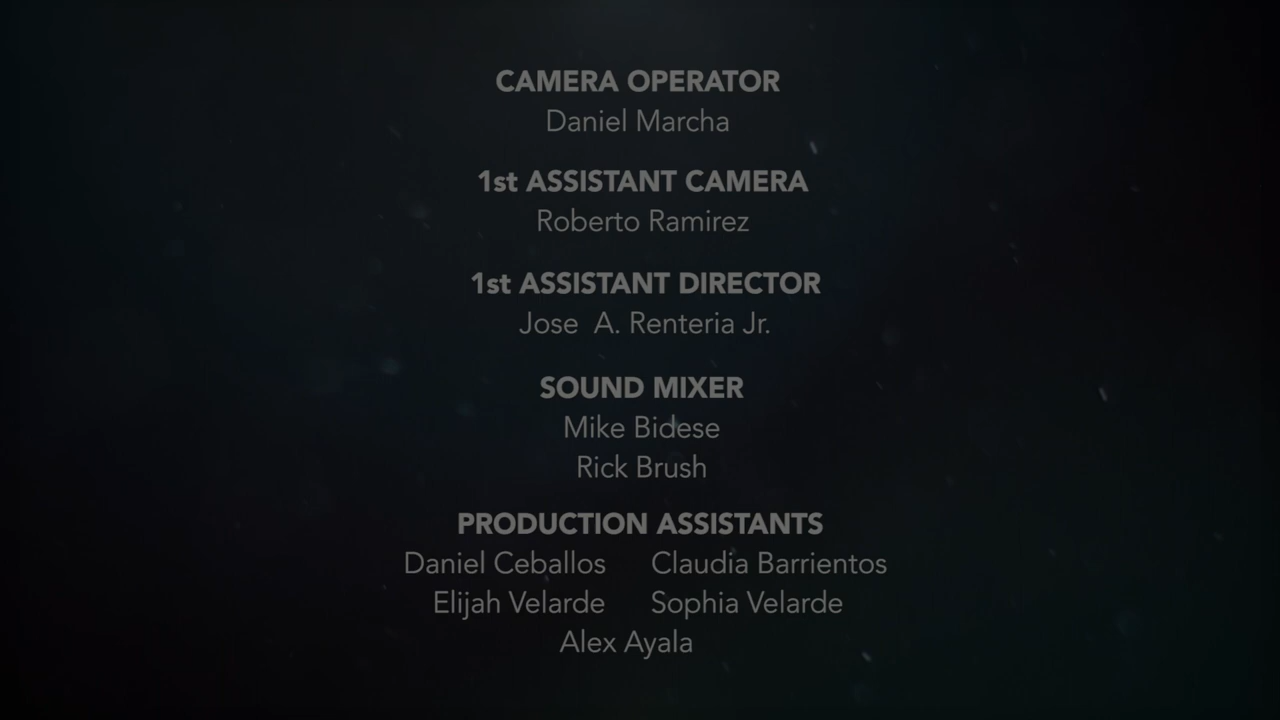 CAMERA OPERATOR
Daniel Marcha
1st ASSISTANT CAMERA
Roberto Ramirez
1st ASSISTANT DIRECTOR
Jose A. Renteria Jr.
SOUND MIXER
Mike Bidese
Rick Brush
PRODUCTION ASSISTANTS
Daniel Ceballos Claudia Barrientos
Elijah Velarde Sophia Velarde
Alex Ayala